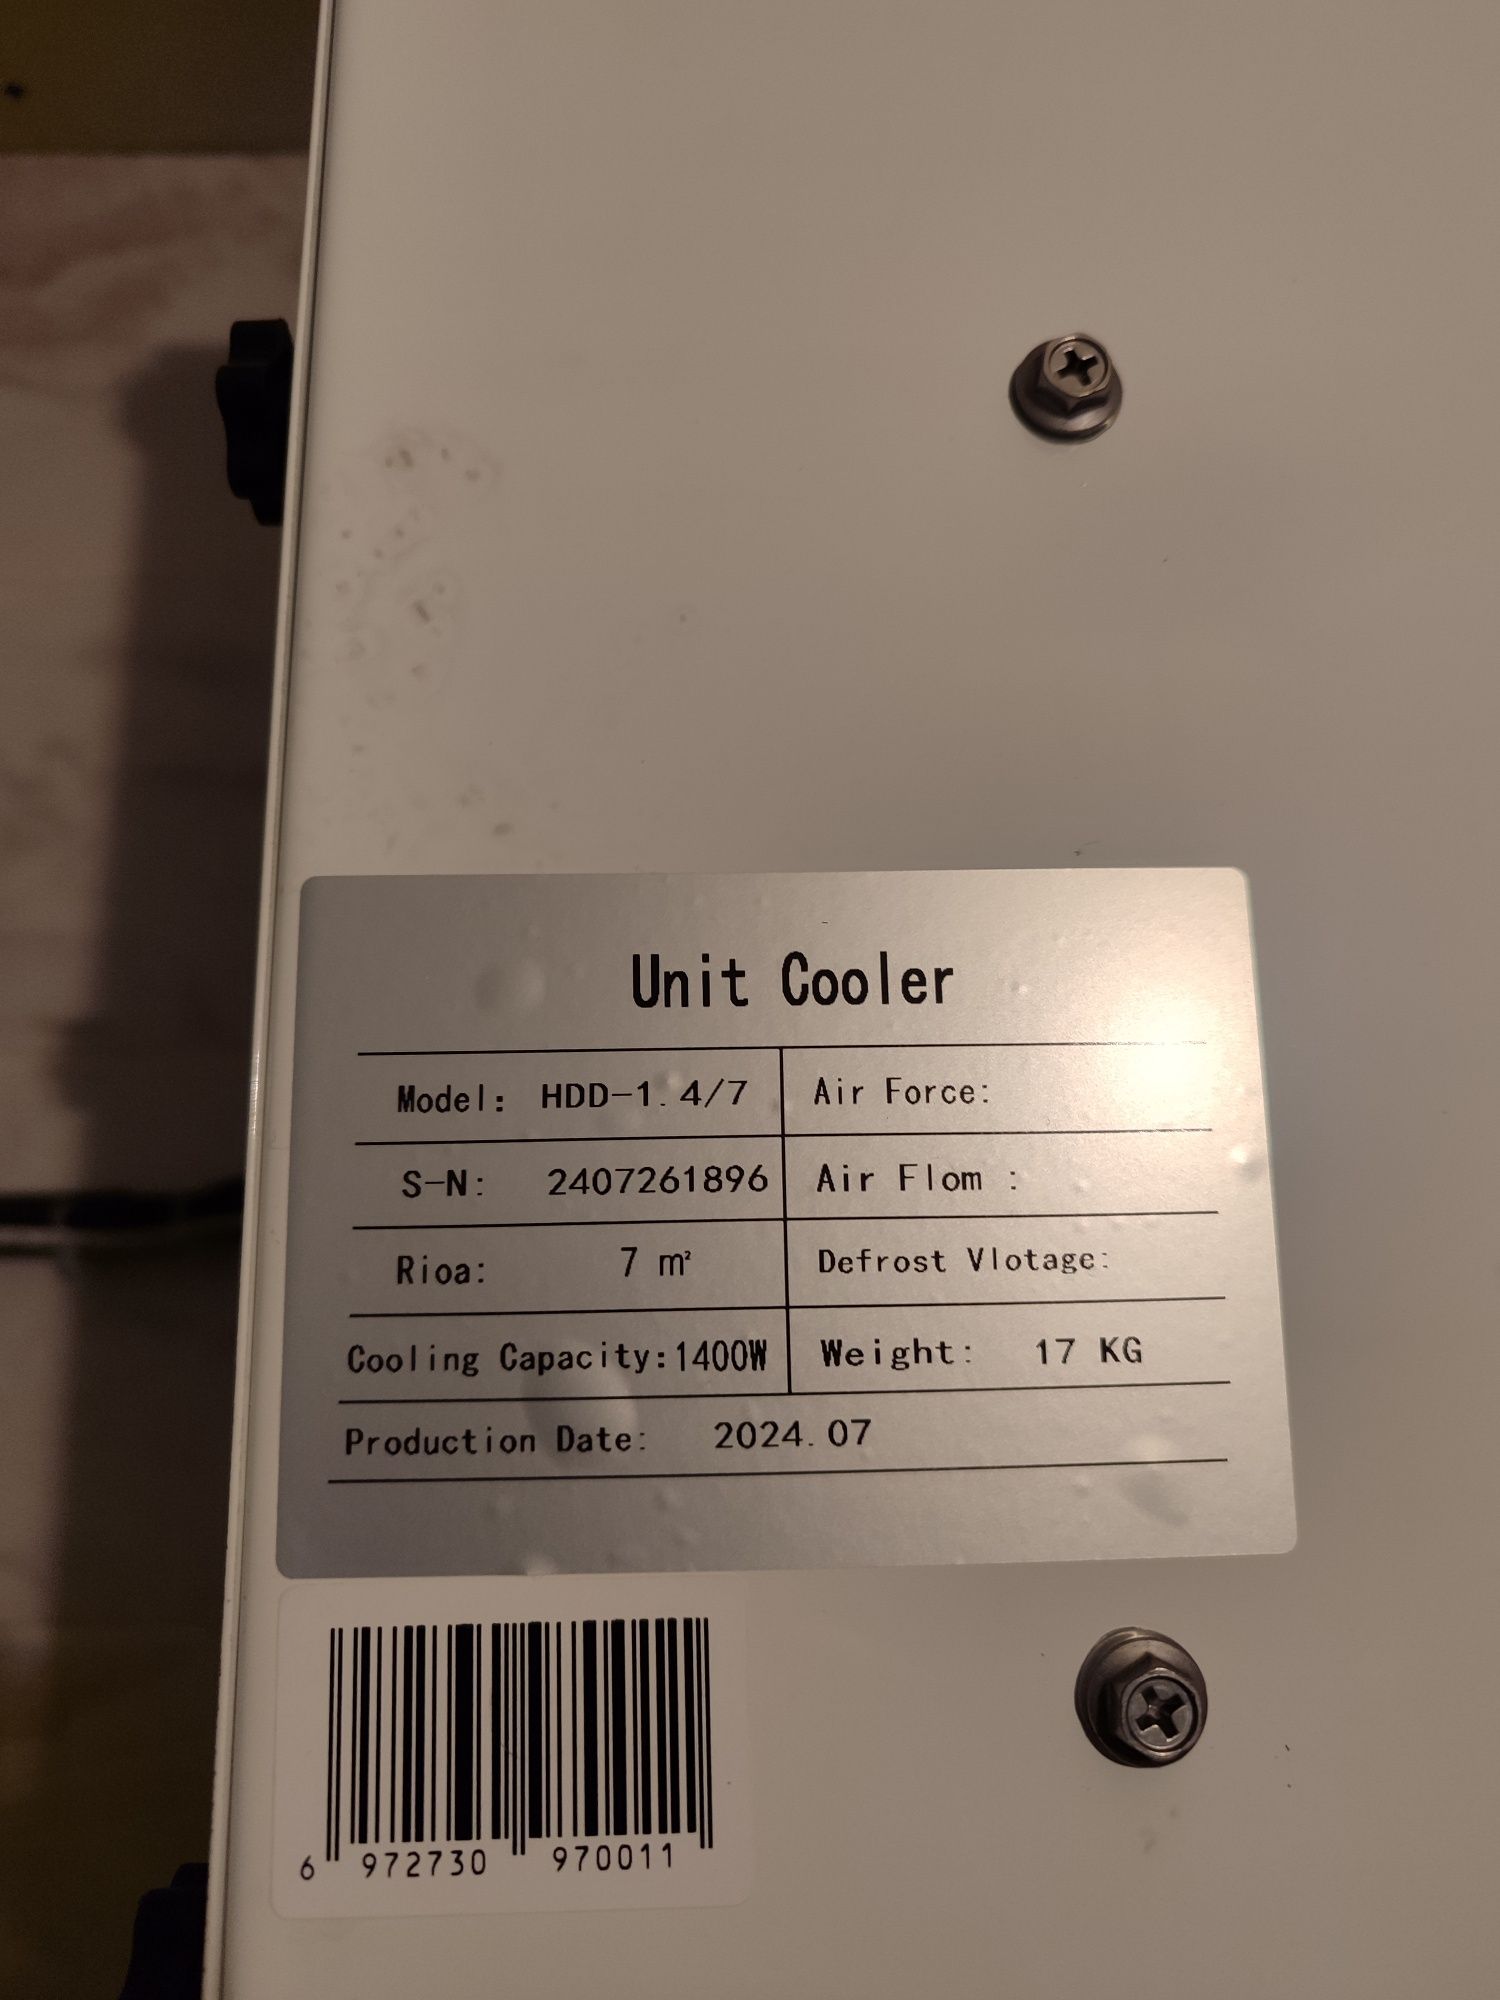 Unit Cooler
Model: HDD-1.4/7 Air Force:
S-N: 2407261896 Air Flom :
Rioa: 7 m² Defrost Vlotage:
Cooling Capacity:1400W Weight: 17 KG
Production Date: 2024.07
6 972730 970011